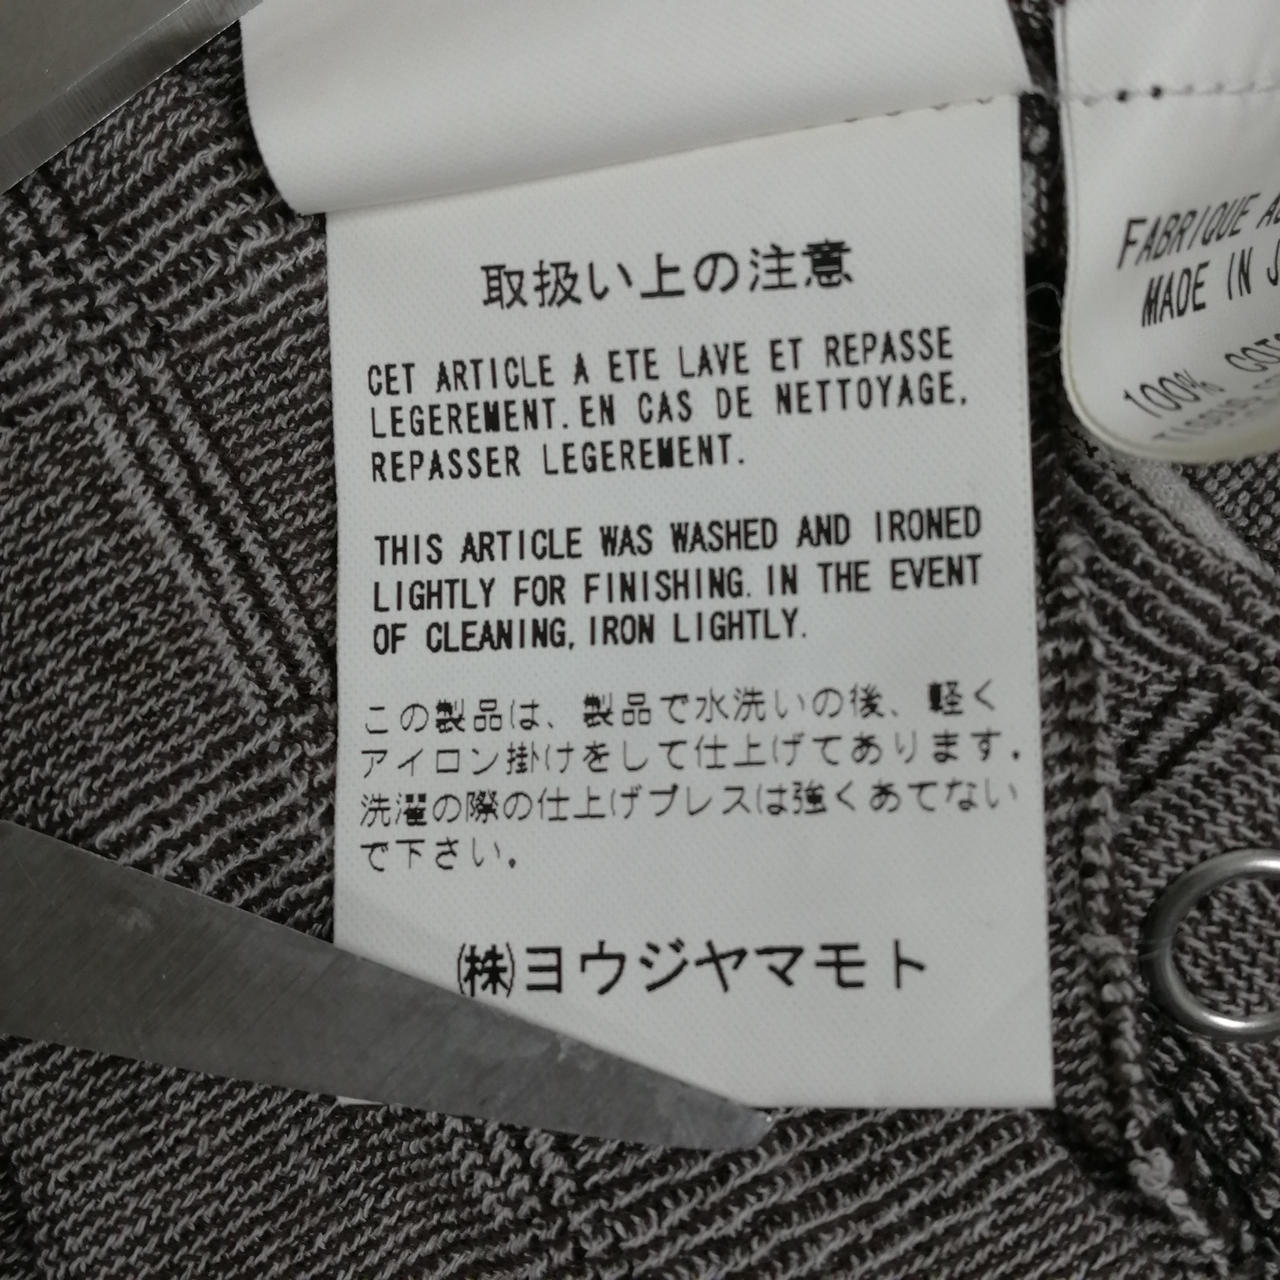 取扱い上の注意
CET ARTICLE A ETE LAVE ET REPASSE
LEGEREMENT. EN CAS DE NETTOYAGE,
REPASSER LEGEREMENT.
THIS ARTICLE WAS WASHED AND IRONED
LIGHTLY FOR FINISHING. IN THE EVENT
OF CLEANING, IRON LIGHTLY.
この製品は、製品で水洗いの後、軽く
アイロン掛けをして仕上げてあります.
洗濯の際の仕上げプレスは強くあてない
で下さい.
㈱ヨウジヤマモト
FABRIQUE
MADE IN
100%